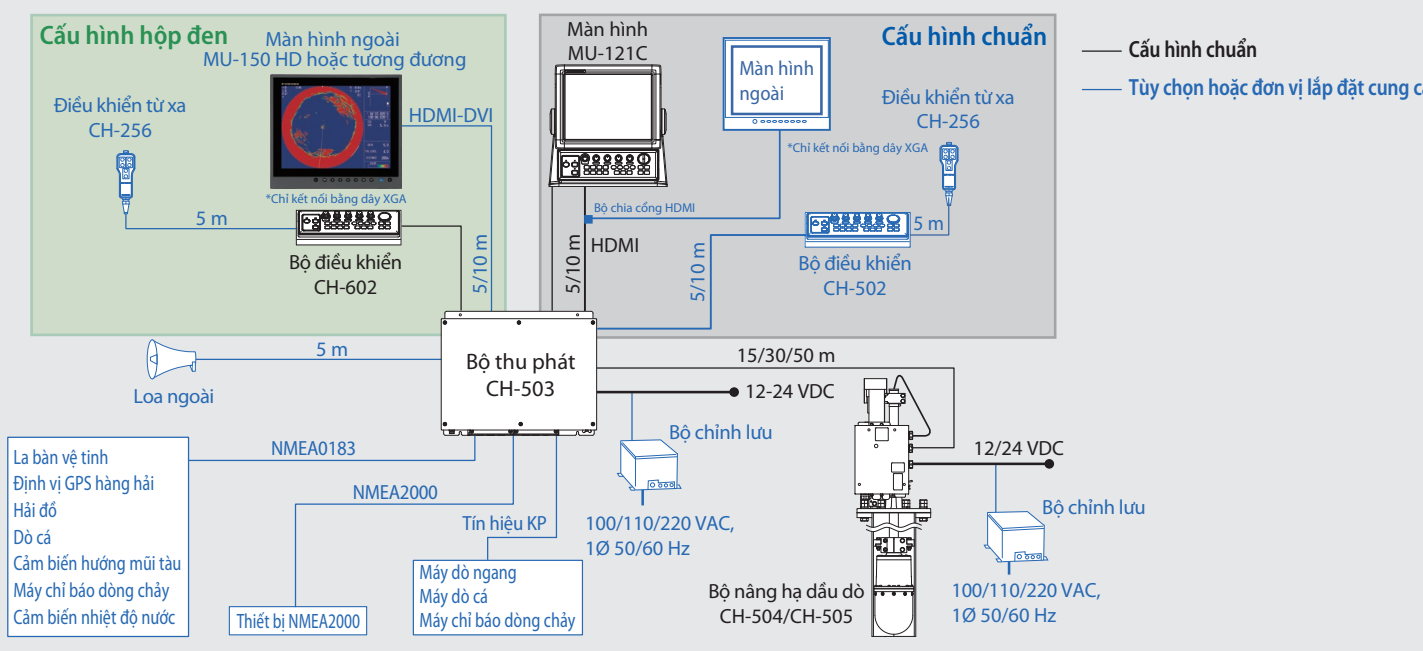 Cấu hình hộp đen
Màn hình ngoài
MU-150 HD hoặc tương đương
Điều khiển từ xa
CH-256
HDMI-DVI
*Chỉ kết nối bằng dây XGA
5 m
Bộ điều khiển
CH-602
5/10 m
Màn hình
MU-121C
Màn hình
ngoài
Cấu hình chuẩn
Điều khiển từ xa
CH-256
*Chỉ kết nối bằng dây XGA
Bộ chia cổng HDMI
HDMI
5/10 m
5/10 m
5 m
Bộ điều khiển
CH-502
Cấu hình chuẩn
Tùy chọn hoặc đơn vị lắp đặt cung
5 m
Loa ngoài
Bộ thu phát
CH-503
15/30/50 m
12-24 VDC
Bộ chỉnh lưu
100/110/220 VAC,
1Ø 50/60 Hz
NMEA0183
La bàn vệ tinh
Định vị GPS hàng hải
Hải đồ
Dò cá
Cảm biến hướng mũi tàu
Máy chỉ báo dòng chảy
Cảm biến nhiệt độ nước
NMEA2000
Thiết bị NMEA2000
Tín hiệu KP
Máy dò ngang
Máy dò cá
Máy chỉ báo dòng chảy
12/24 VDC
Bộ chỉnh lưu
100/110/220 VAC,
1Ø 50/60 Hz
Bộ nâng hạ dầu dò
CH-504/CH-505